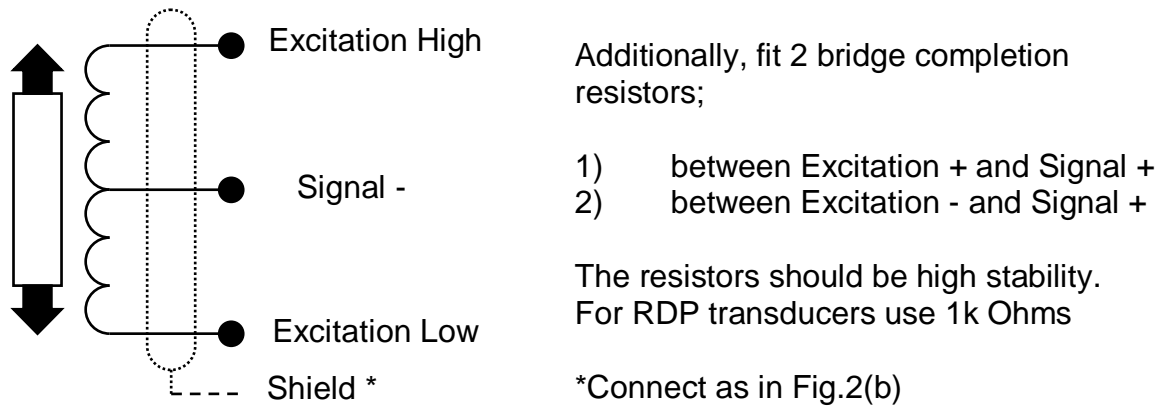 Excitation High
Signal -
Excitation Low
Shield *
Additionally, fit 2 bridge completion
resistors;
1) between Excitation + and Signal +
2) between Excitation - and Signal +
The resistors should be high stability.
For RDP transducers use 1k Ohms
*Connect as in Fig.2(b)